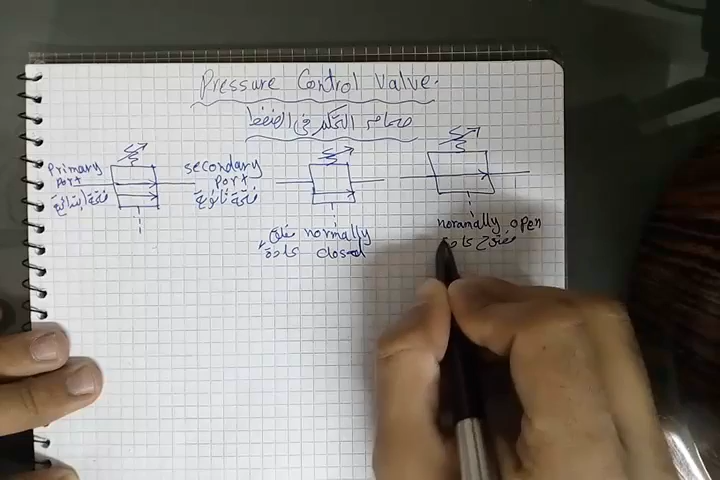 Pressure Control Valve.
صمام التحكم في الضغط
Primary
port
فتحة ابتدائية
secondary
port
فتحة ثانوية
مغلق normally
عادة closed
noramally open
مفتوح عادة